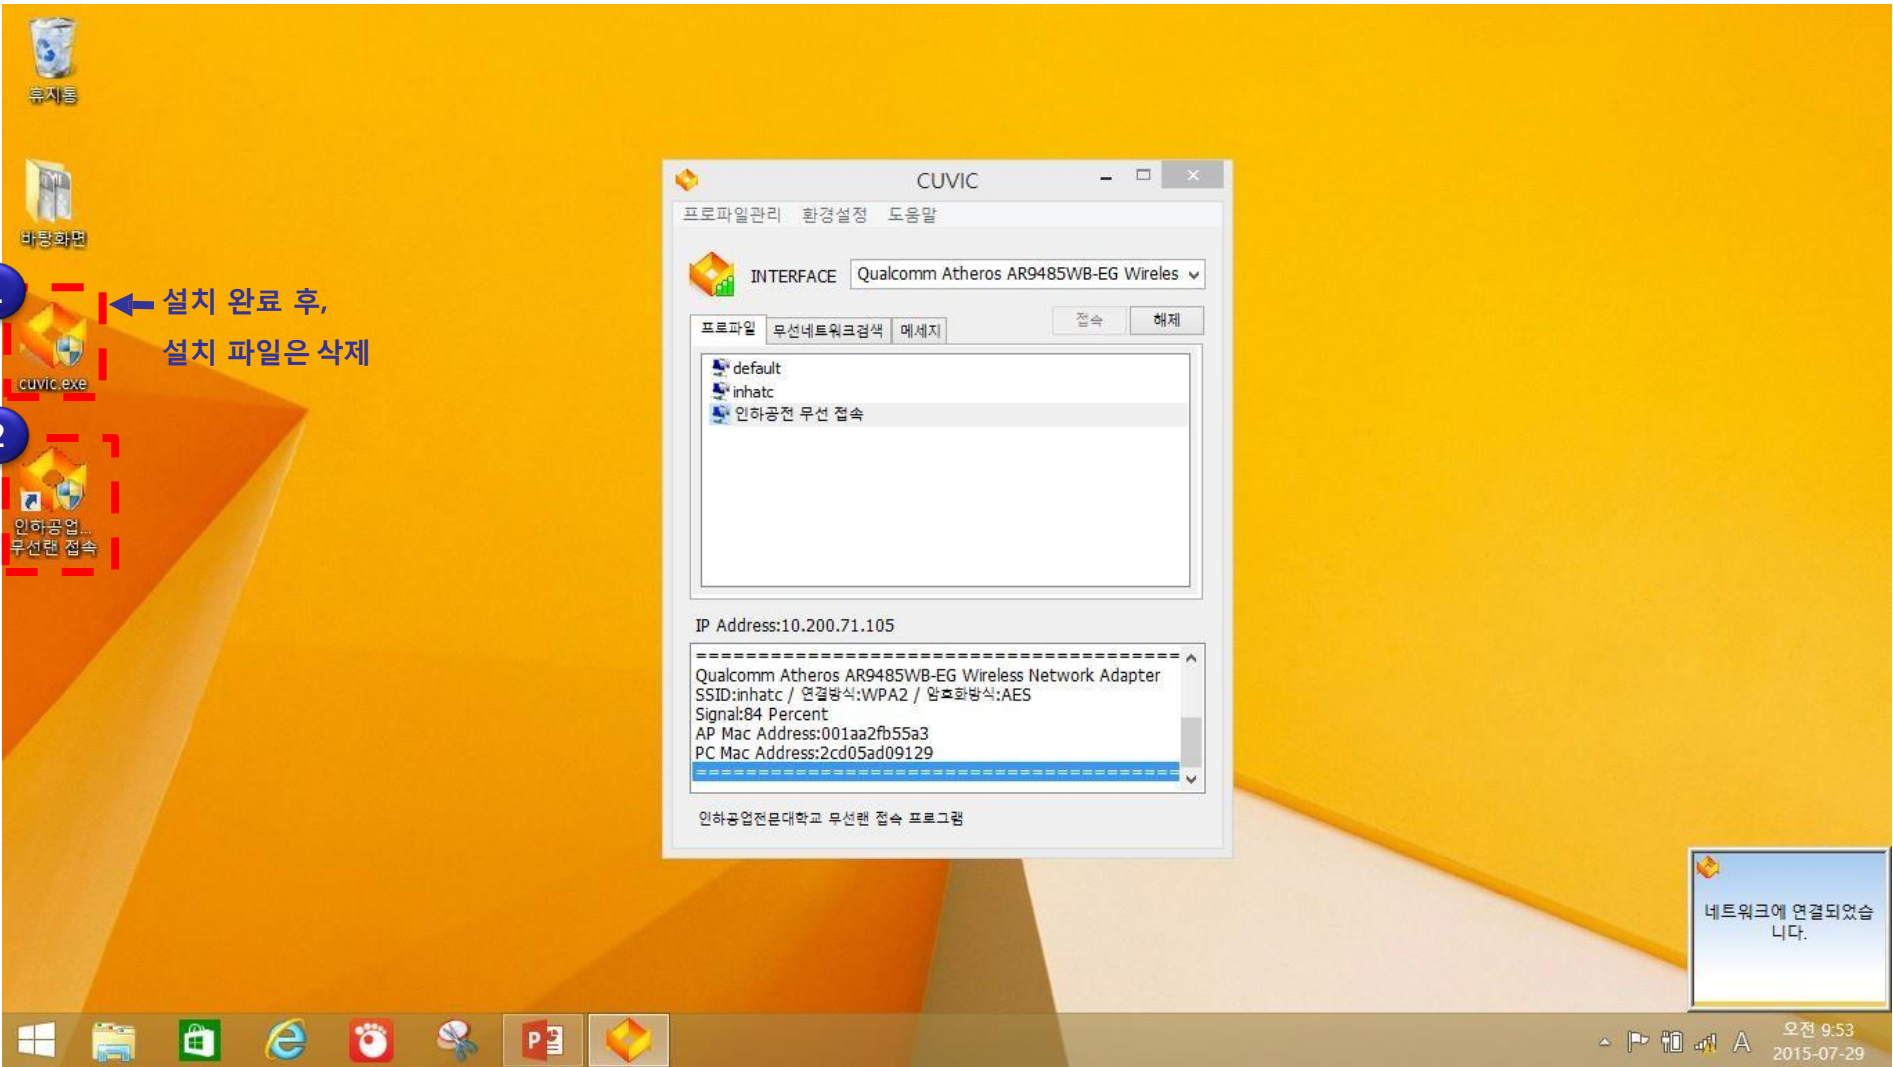 휴지통
바탕화면
설치 완료 후,
설치 파일은 삭제
cuvic.exe
2
인하공업...
무선랜 접속
CUVIC
프로파일관리 환경설정 도움말
INTERFACE Qualcomm Atheros AR9485WB-EG Wireles
접속 해제
프로파일 무선네트워크검색 메세지
default
inhatc
인하공전 무선 접속
IP Address:10.200.71.105
========================================
Qualcomm Atheros AR9485WB-EG Wireless Network Adapter
SSID:inhatc / 연결방식:WPA2 / 암호화방식:AES
Signal:84 Percent
AP Mac Address:001aa2fb55a3
PC Mac Address:2cd05ad09129
========================================
인하공업전문대학교 무선랜 접속 프로그램
네트워크에 연결되었습
니다.
A
오전 9:53
2015-07-29